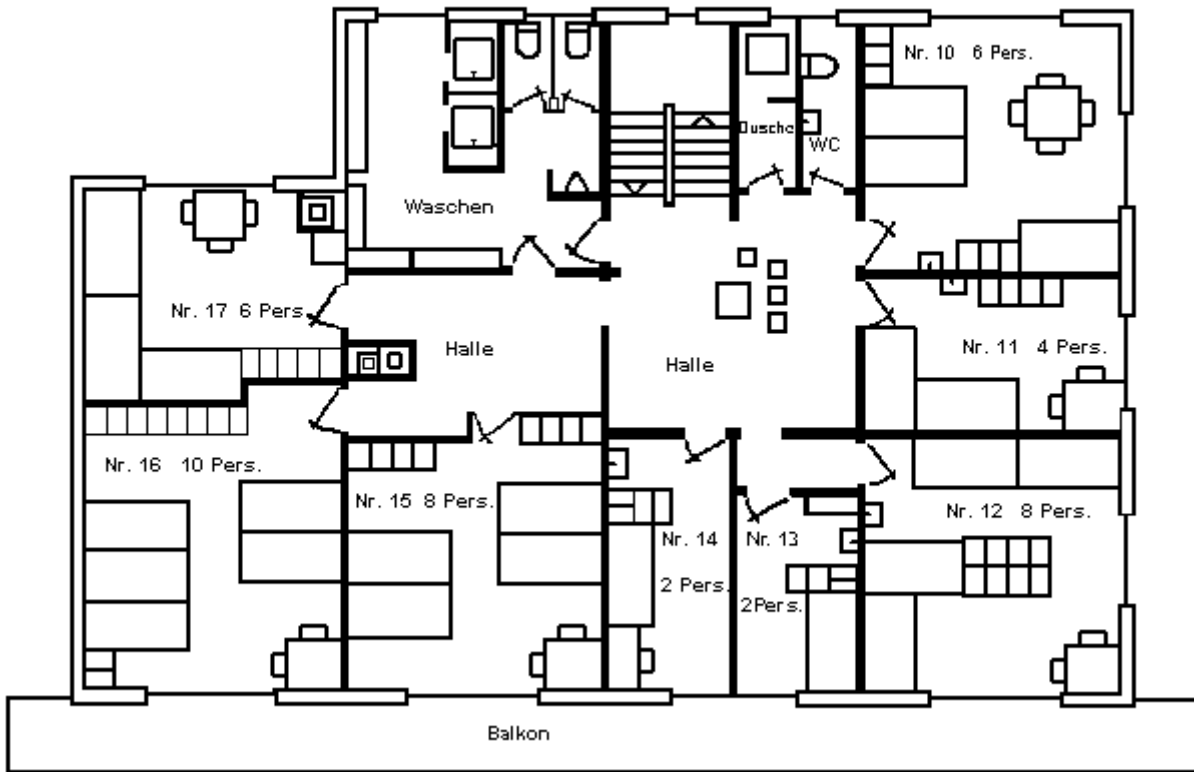 Nr. 10 6 Pers.
Dusche
WC
Waschen
Nr. 17 6 Pers.
Halle
Halle
Nr. 11 4 Pers.
Nr. 16 10 Pers.
Nr. 15 8 Pers.
Nr. 14
2 Pers.
Nr. 13
2Pers.
Nr. 12 8 Pers.
Balkon